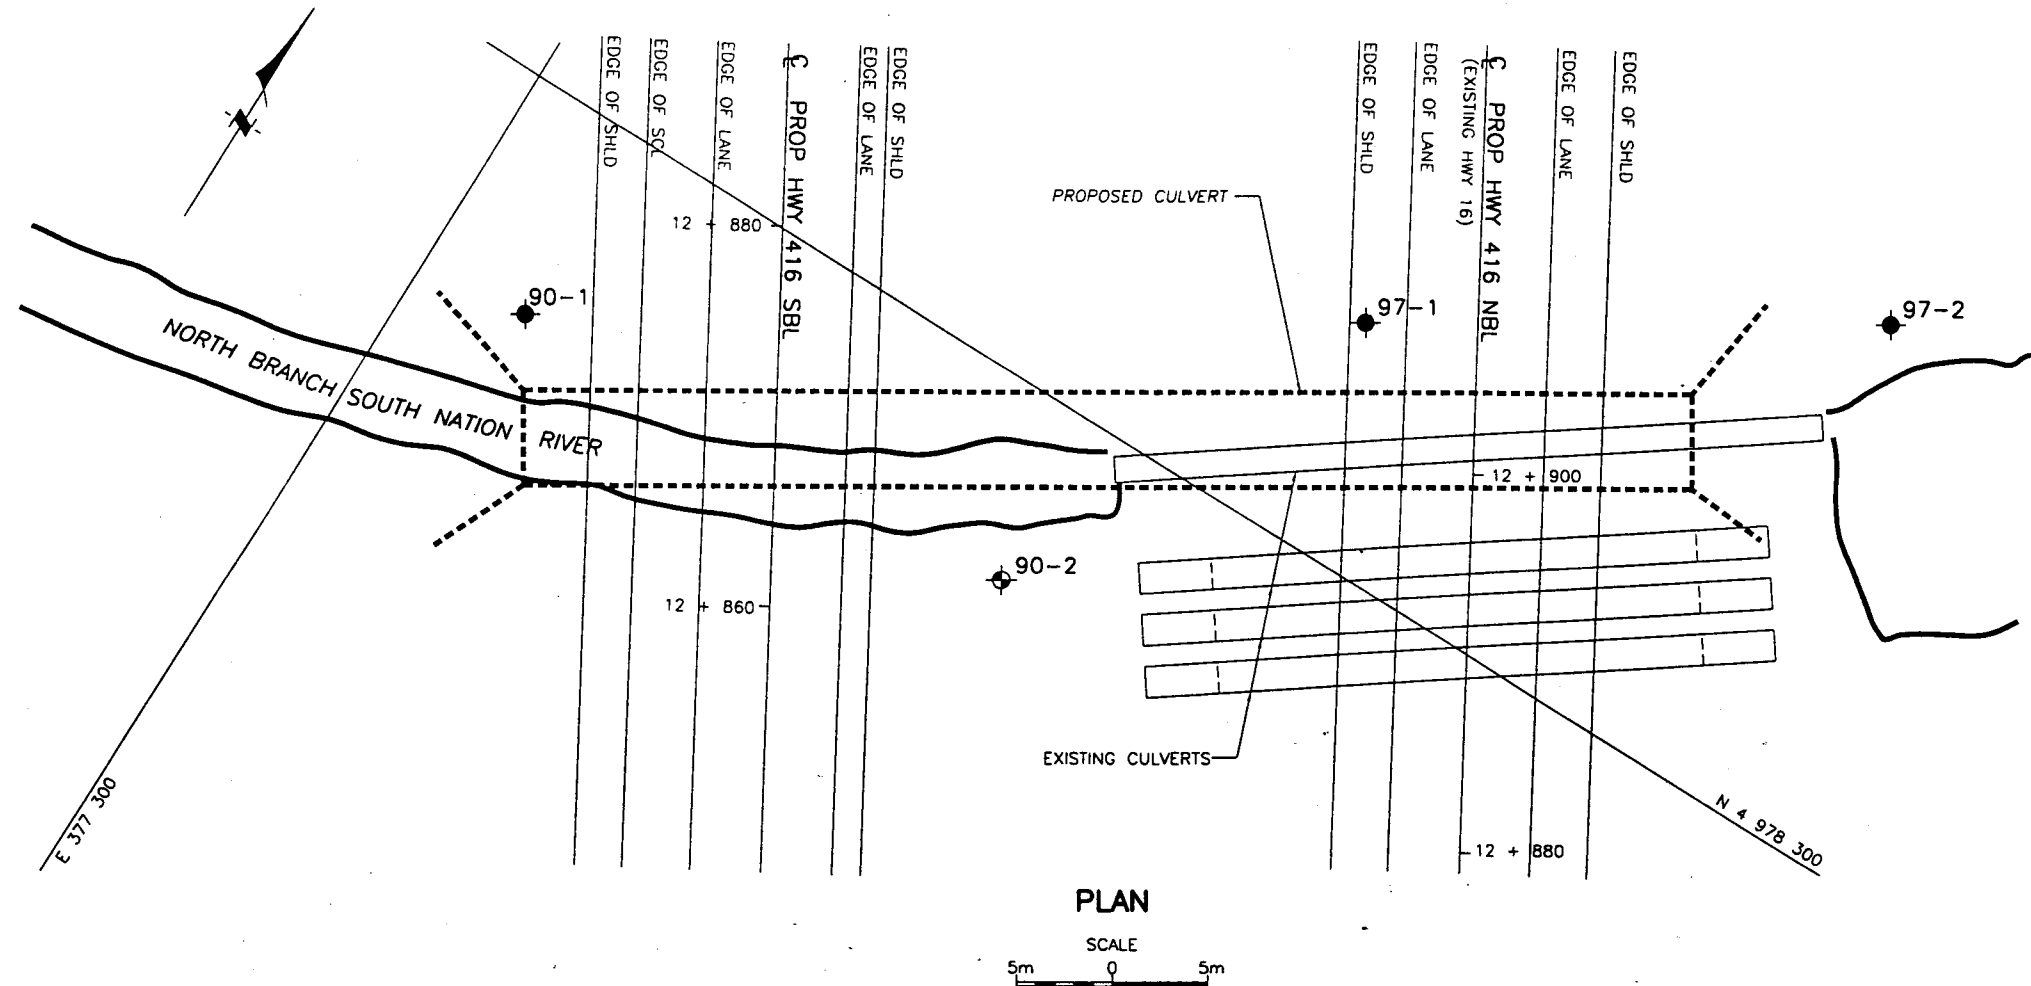 N
EDGE OF SHLD
EDGE OF SCL
EDGE OF LANE
℄ PROP HWY 416 SBL
EDGE OF LANE
EDGE OF SHLD
EDGE OF SHLD
EDGE OF LANE
℄ PROP HWY 416 NBL
(EXISTING HWY 16)
EDGE OF LANE
EDGE OF SHLD
PROPOSED CULVERT
12 + 880
90-1
97-1
97-2
NORTH BRANCH SOUTH NATION RIVER
12 + 900
90-2
12 + 860
EXISTING CULVERTS
E 377 300
N 4 978 300
12 + 880
PLAN
SCALE
5m 0 5m